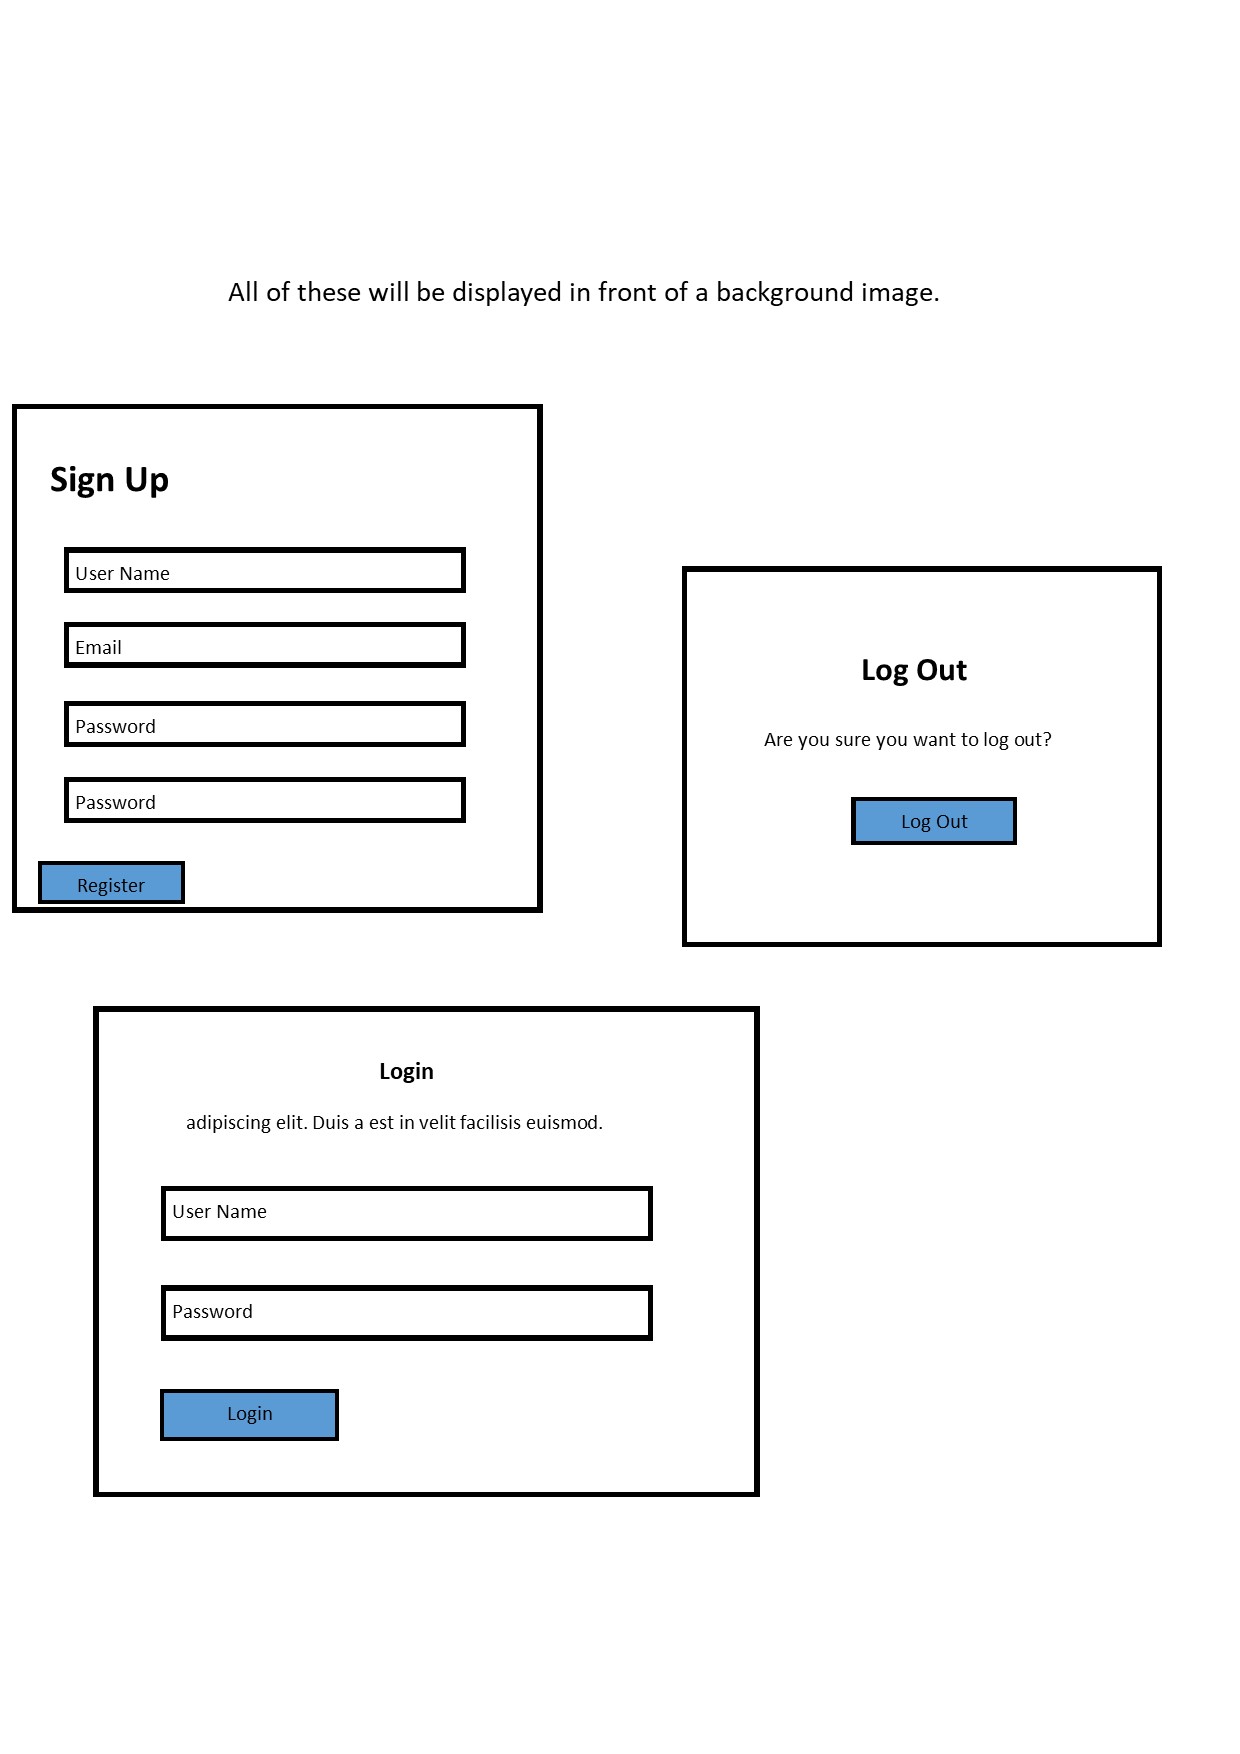 All of these will be displayed in front of a background image.
Sign Up
User Name
Email
Password
Password
Register
Log Out
Are you sure you want to log out?
Log Out
Login
adipiscing elit. Duis a est in velit facilisis euismod.
User Name
Password
Login